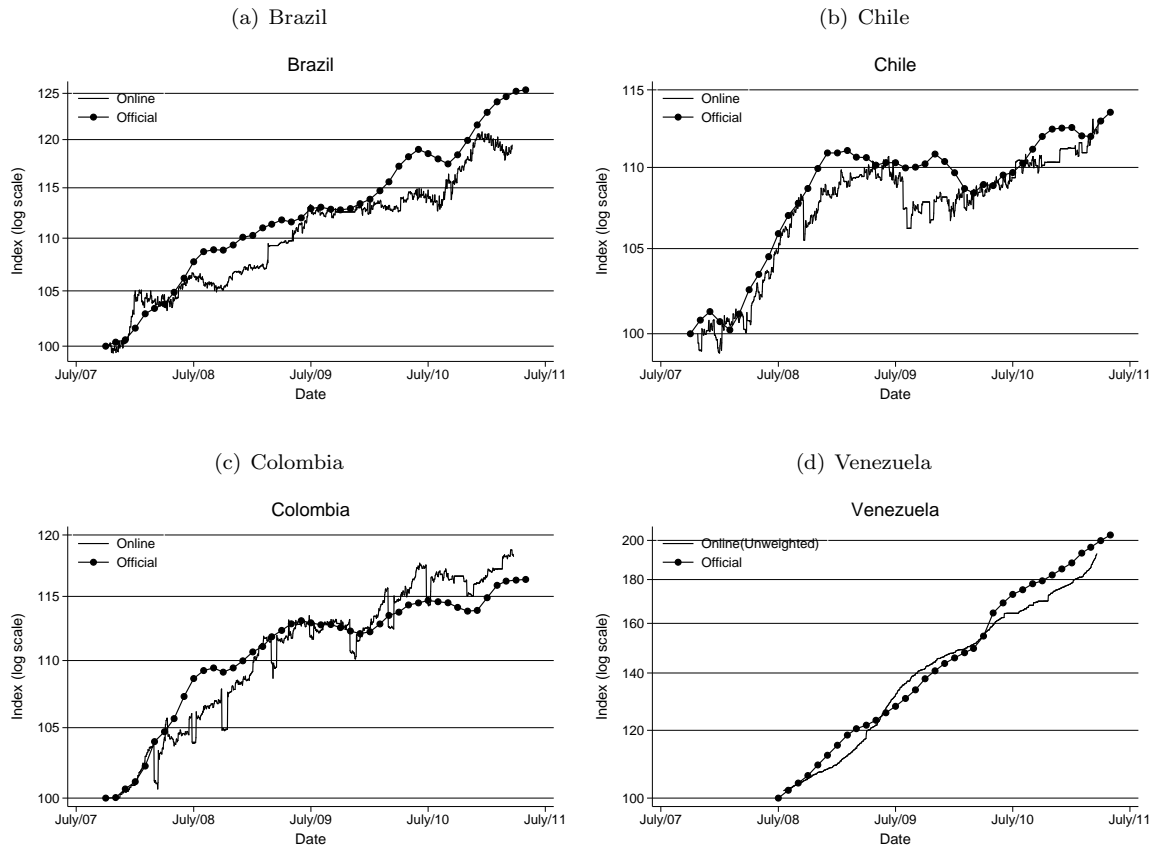 (a) Brazil
Brazil
Online
Official
Index (log scale)
125
120
115
110
105
100
July/07 July/08 July/09 July/10 July/11
Date
(b) Chile
Chile
Online
Official
Index (log scale)
115
110
105
100
July/07 July/08 July/09 July/10 July/11
Date
(c) Colombia
Colombia
Online
Official
Index (log scale)
120
115
110
105
100
July/07 July/08 July/09 July/10 July/11
Date
(d) Venezuela
Venezuela
Online(Unweighted)
Official
Index (log scale)
200
180
160
140
120
100
July/07 July/08 July/09 July/10 July/11
Date